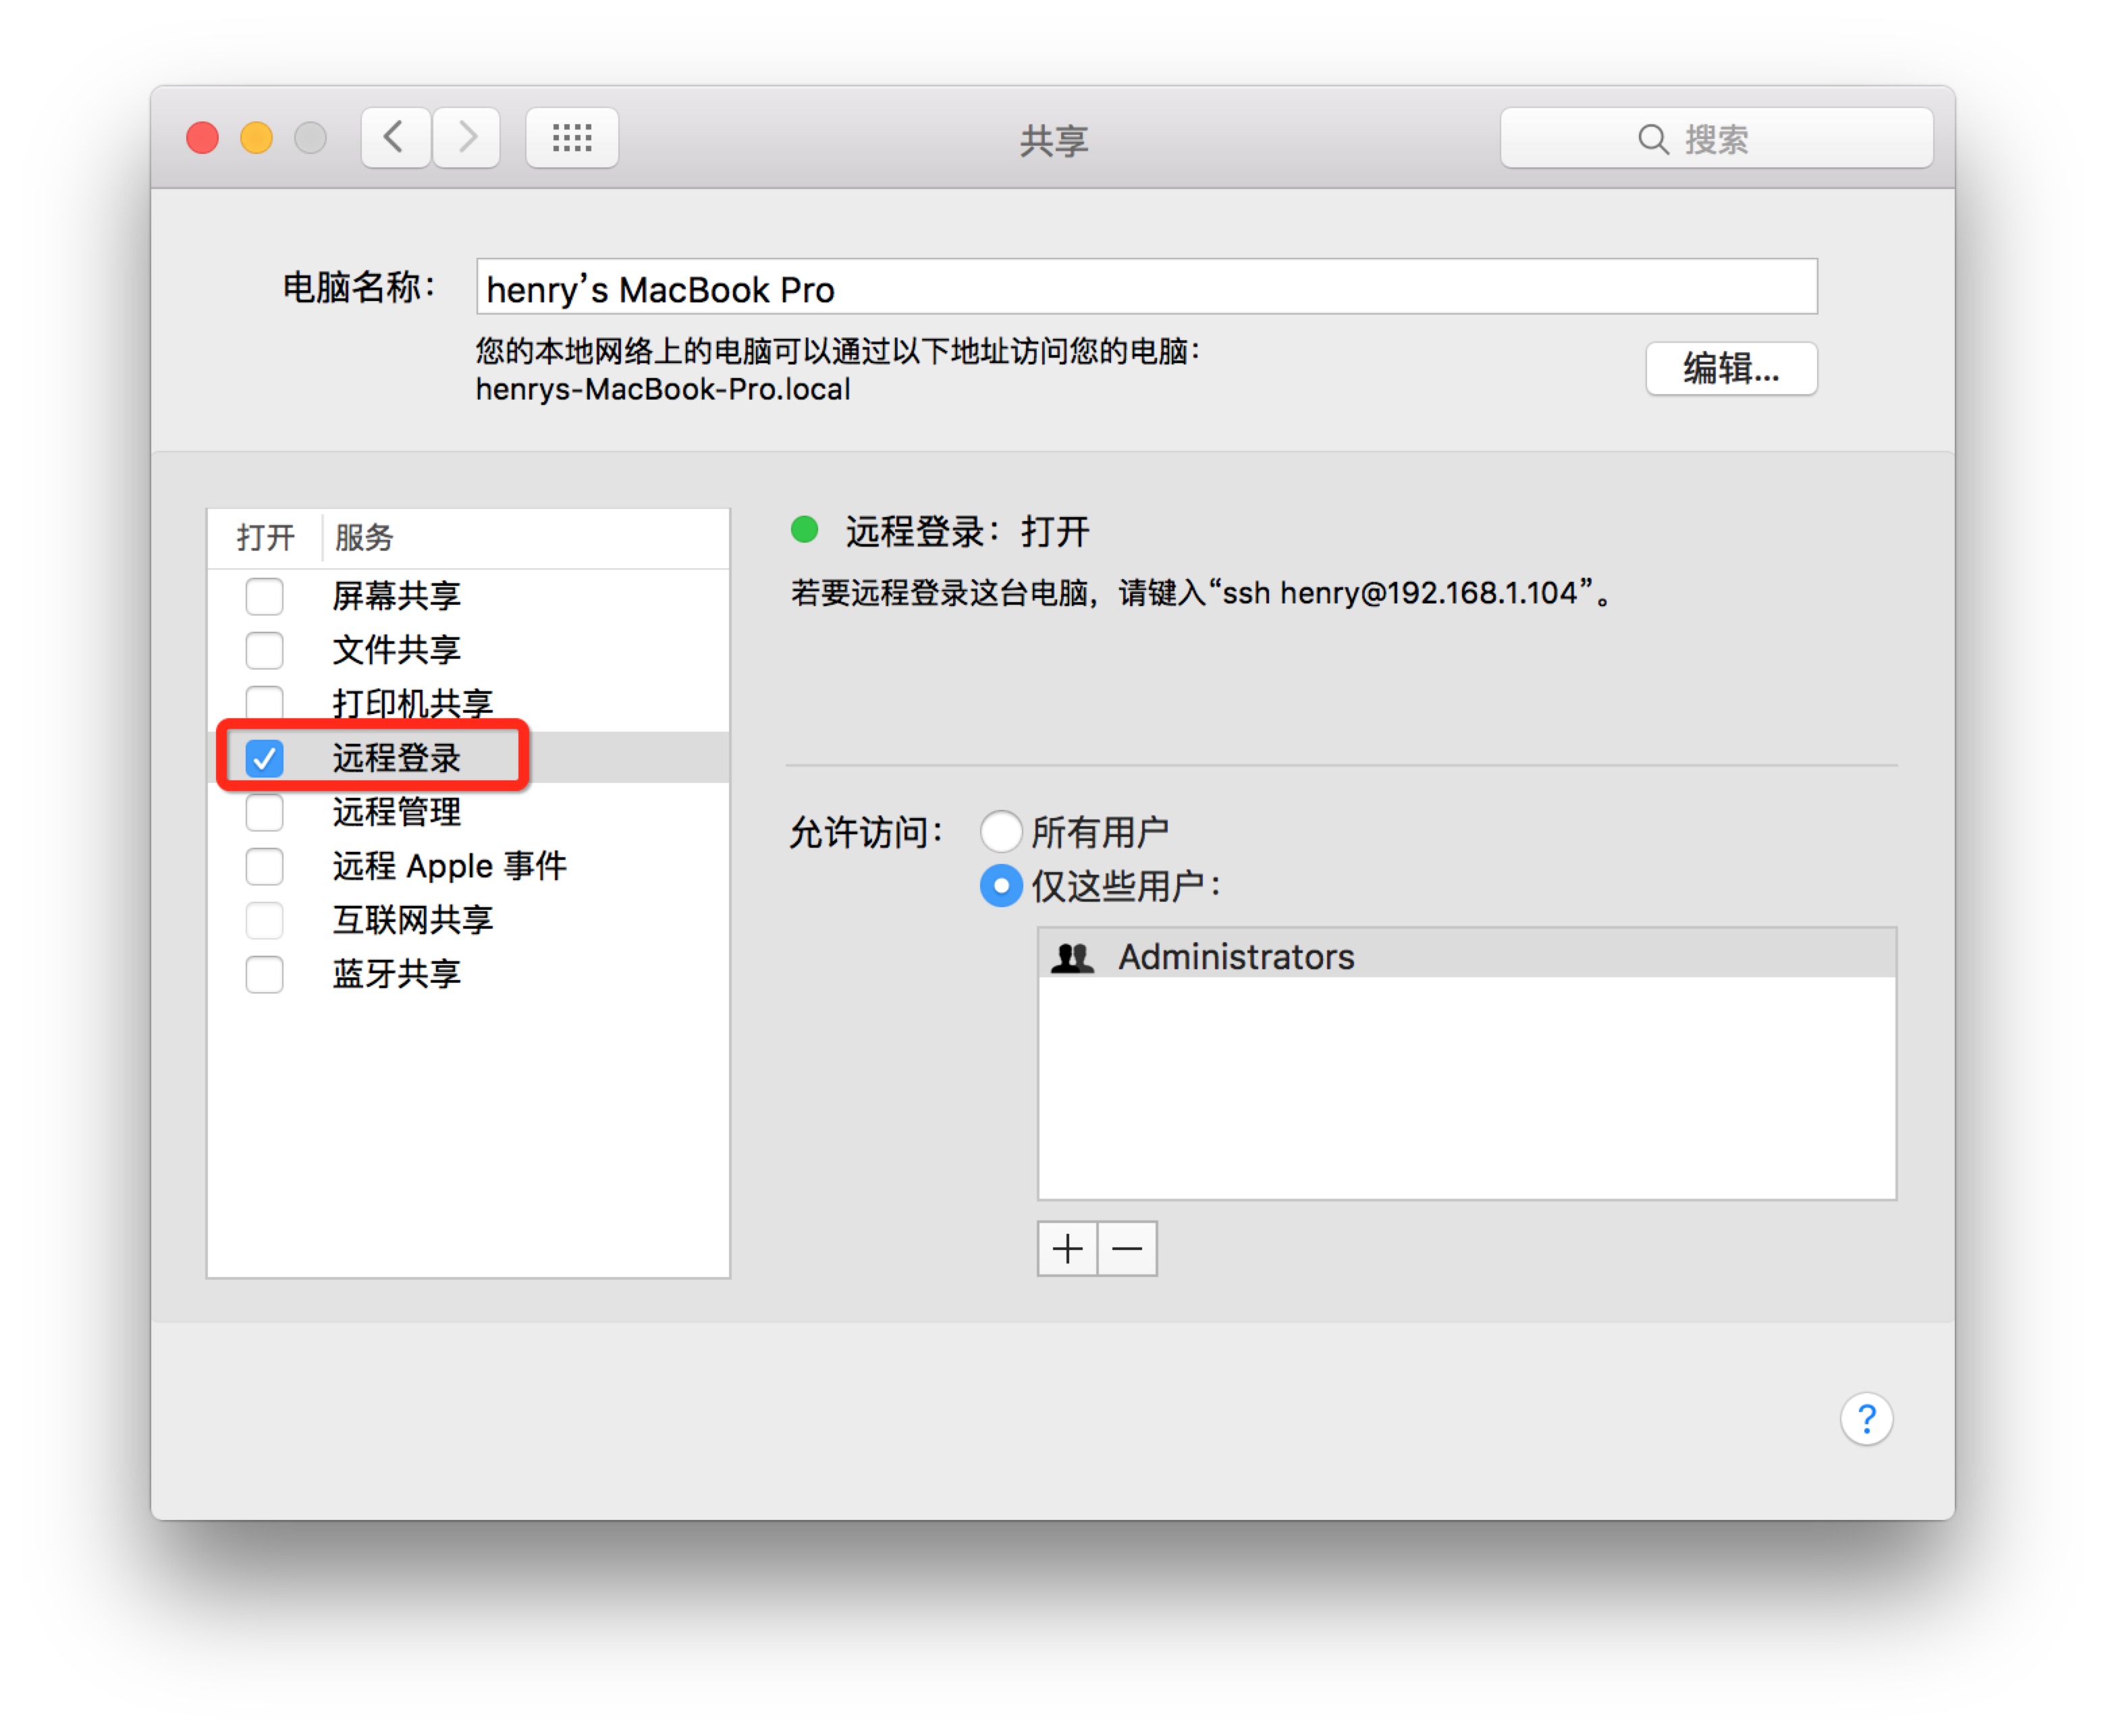 共享
搜索
电脑名称：
henry’s MacBook Pro
您的本地网络上的电脑可以通过以下地址访问您的电脑：
henrys-MacBook-Pro.local
编辑...
打开 服务
屏幕共享
文件共享
打印机共享
远程登录
远程管理
远程 Apple 事件
互联网共享
蓝牙共享
远程登录：打开
若要远程登录这台电脑，请键入“ssh henry@192.168.1.104”。
允许访问：
所有用户
仅这些用户：
Administrators
?